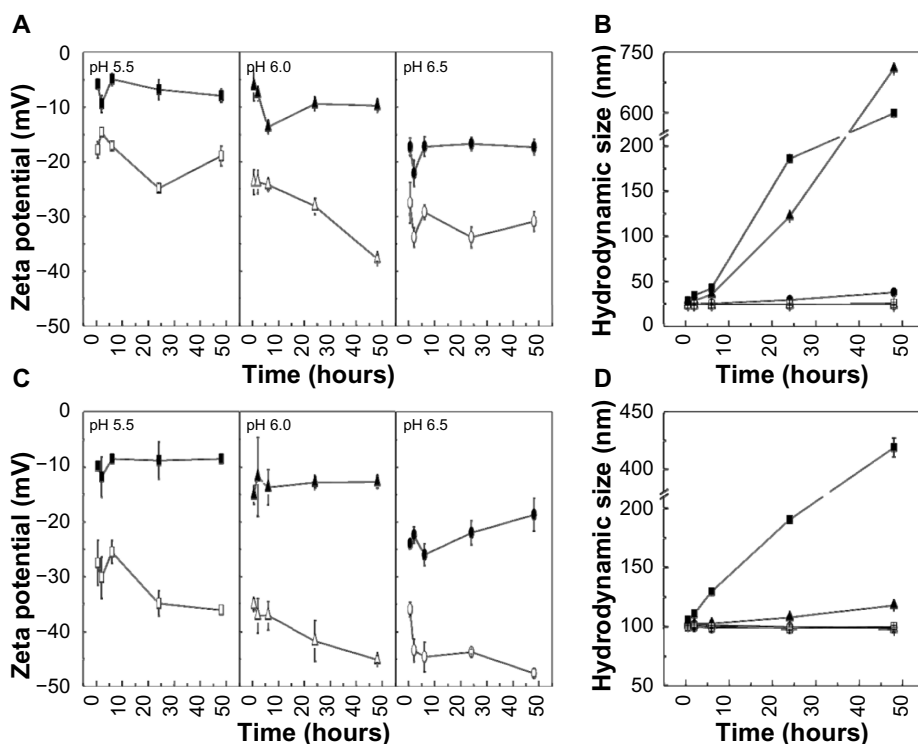 A
Zeta potential (mV)
0
−10
−20
−30
−40
−50
pH 5.5
pH 6.0
pH 6.5
0 10 20 30 40 50 0 10 20 30 40 50 0 10 20 30 40 50
Time (hours)
B
Hydrodynamic size (nm)
750
600
200
150
100
50
0
0 10 20 30 40 50
Time (hours)
C
Zeta potential (mV)
0
−10
−20
−30
−40
−50
pH 5.5
pH 6.0
pH 6.5
0 10 20 30 40 50 0 10 20 30 40 50 0 10 20 30 40 50
Time (hours)
D
Hydrodynamic size (nm)
450
400
200
150
100
50
0 10 20 30 40 50
Time (hours)